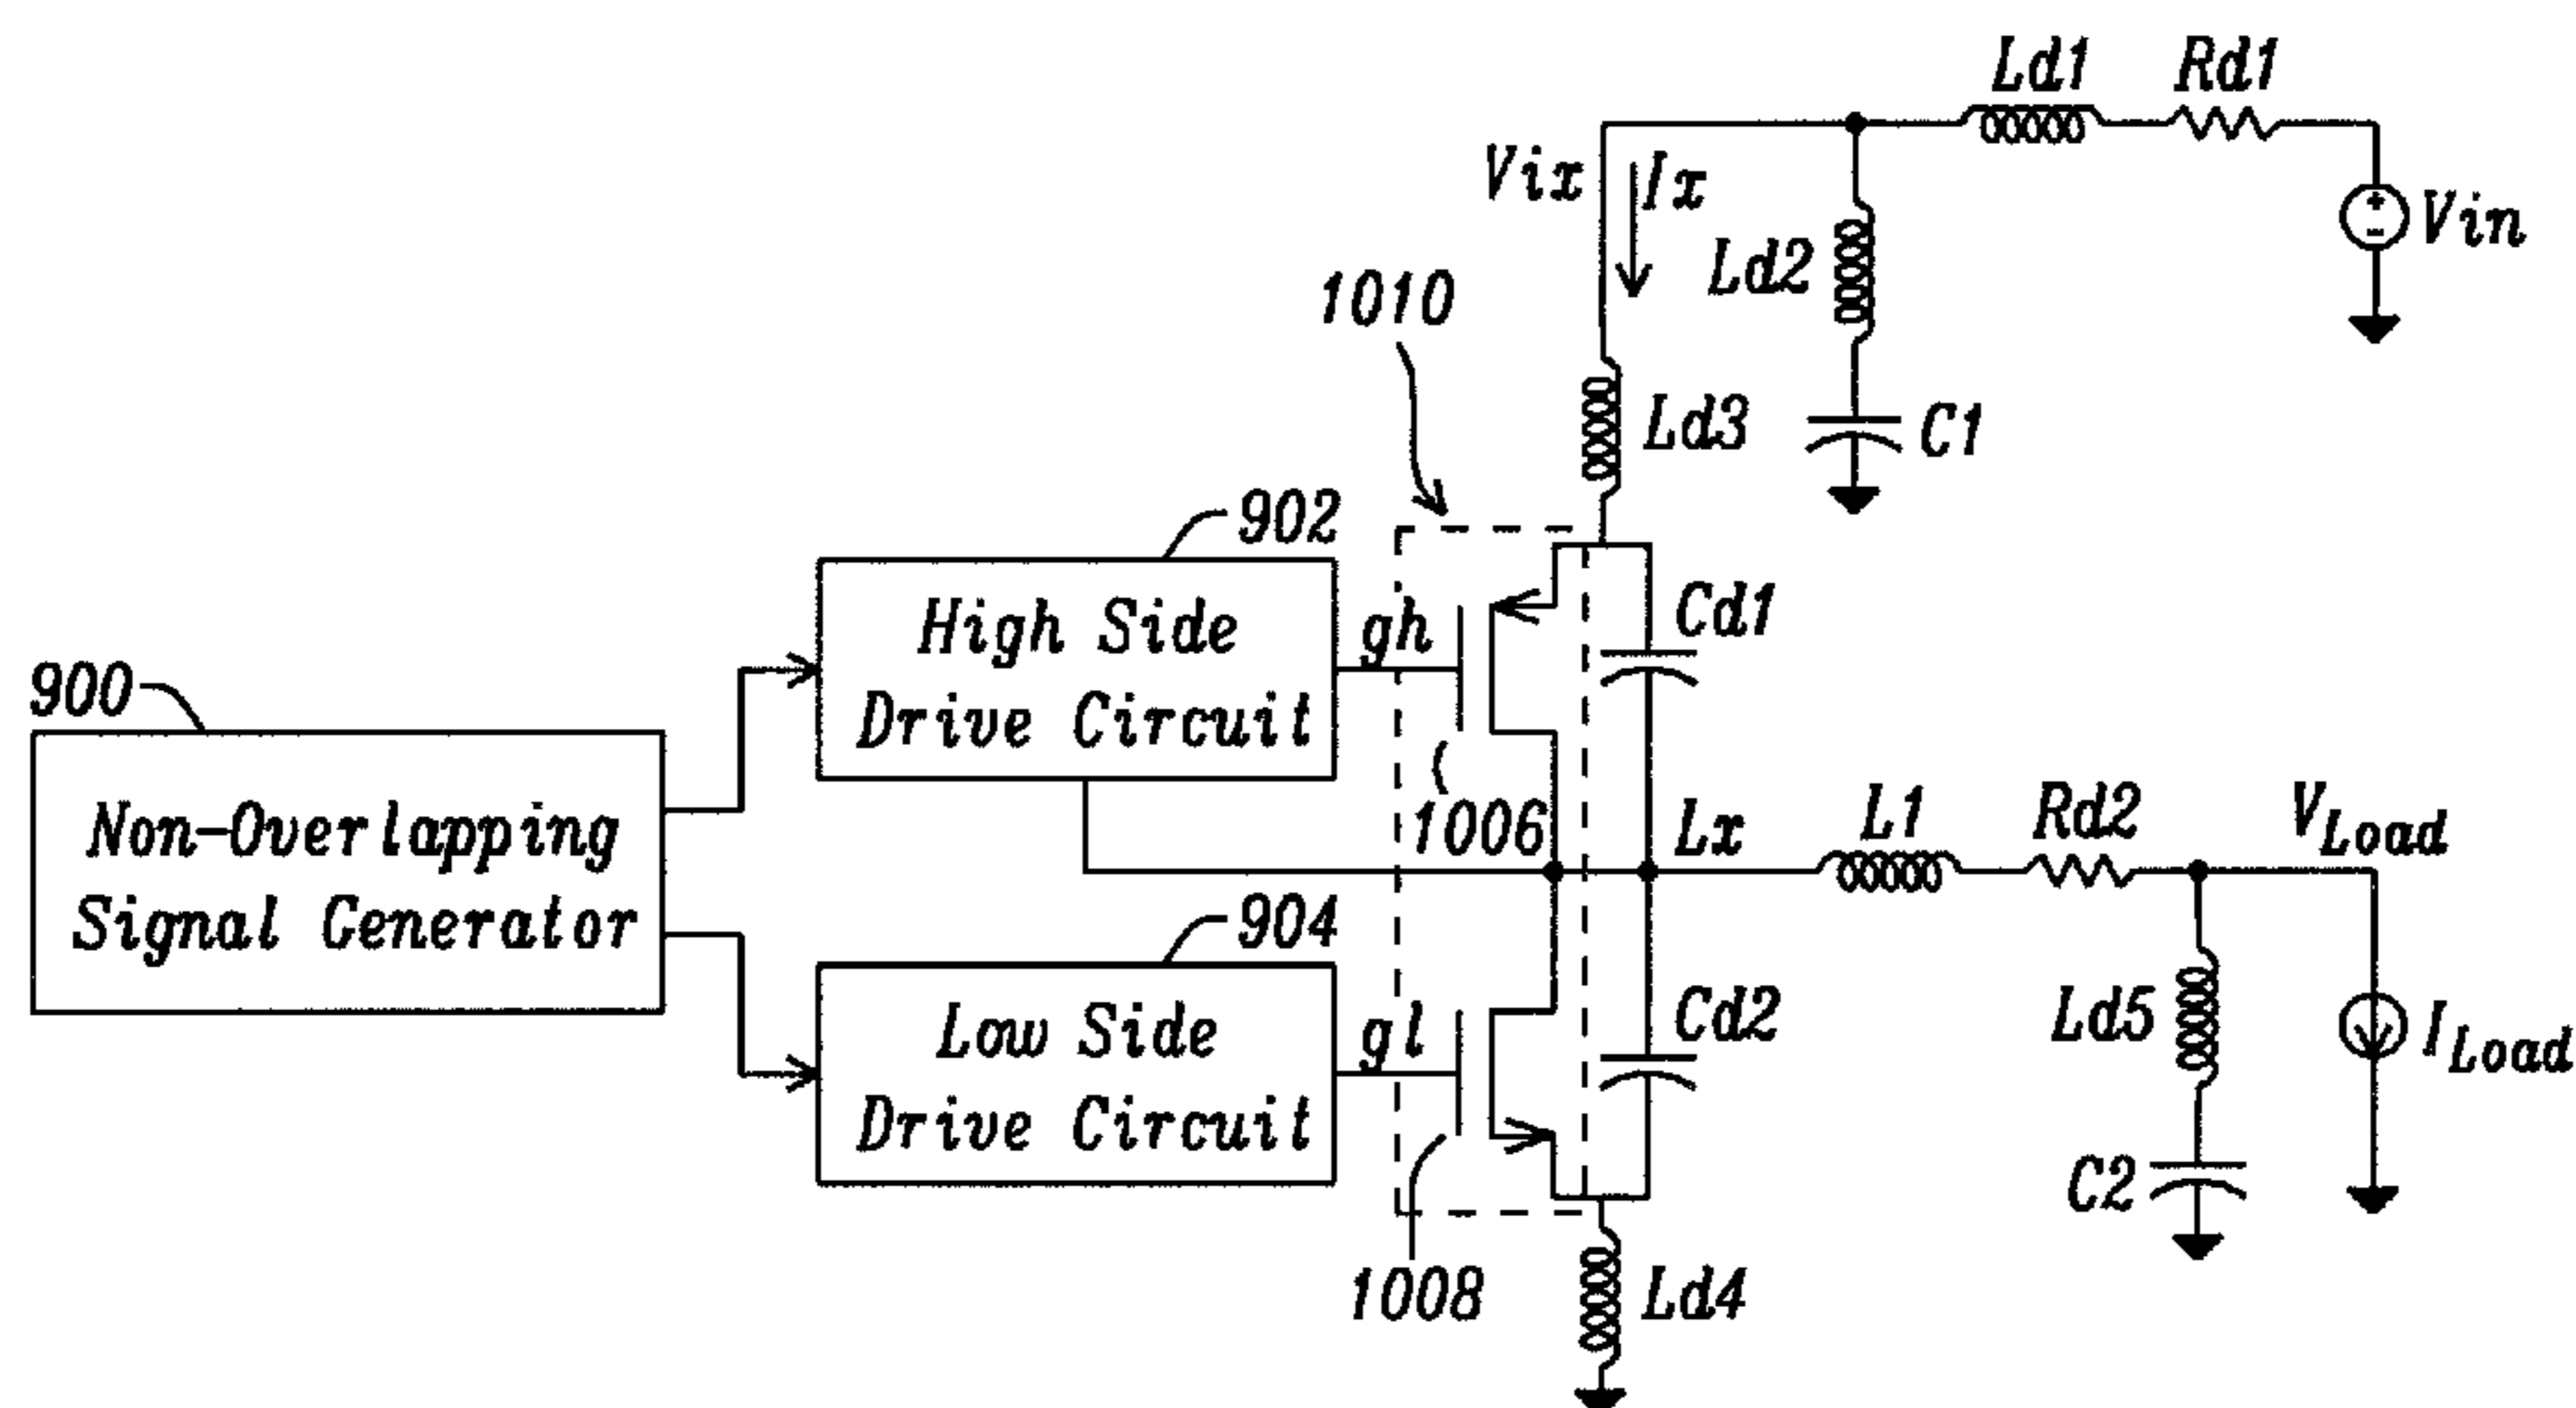 Ld1
Rd1
Vix
Ix
Ld2
Vin
1010
Ld3
C1
902
High Side
Drive Circuit
gh
Cd1
900
Non-Overlapping
Signal Generator
1006
Lx
L1
Rd2
VLoad
904
Low Side
Drive Circuit
gl
Cd2
Ld5
ILoad
C2
1008
Ld4